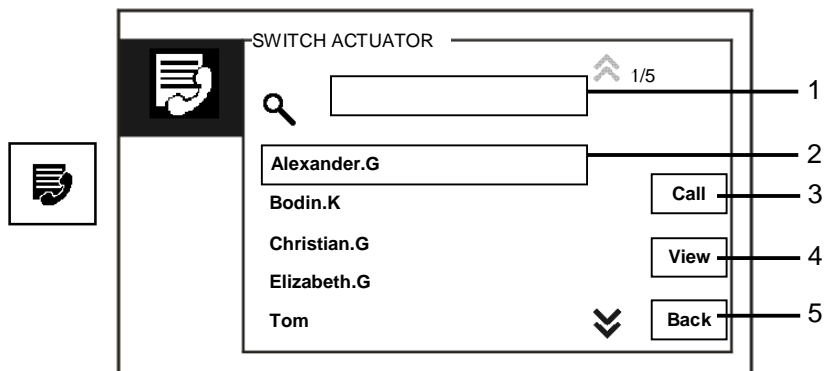 SWITCH ACTUATOR
1/5
1
Alexander.G
2
Bodin.K
Call
3
Christian.G
View
4
Elizabeth.G
Tom
Back
5